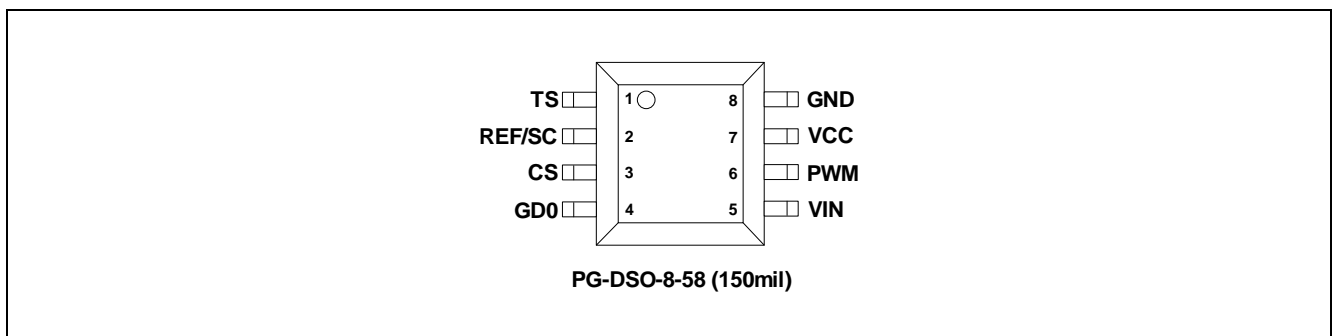 TS 1 8 GND
REF/SC 2 7 VCC
CS 3 6 PWM
GD0 4 5 VIN
PG-DSO-8-58 (150mil)